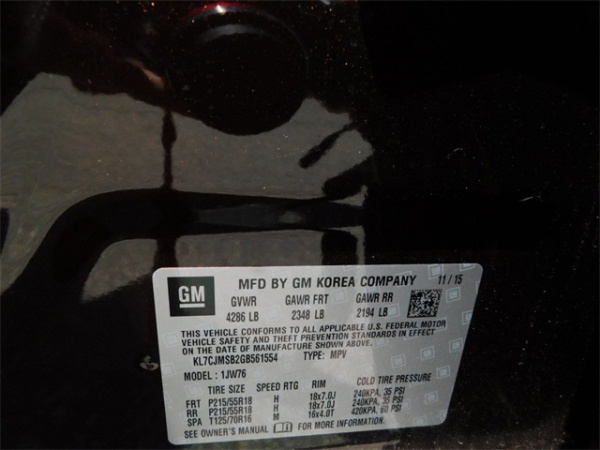 GM
MFD BY GM KOREA COMPANY 11 / 15
GVWR GAWR FRT GAWR RR
4286 LB 2348 LB 2194 LB
THIS VEHICLE CONFORMS TO ALL APPLICABLE U.S. FEDERAL MOTOR
VEHICLE SAFETY AND THEFT PREVENTION STANDARDS IN EFFECT
ON THE DATE OF MANUFACTURE SHOWN ABOVE.
KL7CJMSB2GB561554 TYPE: MPV
MODEL : 1JW76
TIRE SIZE SPEED RTG RIM COLD TIRE PRESSURE
FRT P215/55R18 H 18x7.0J 240KPA, 35 PSI
RR P215/55R18 H 18x7.0J 240KPA, 35 PSI
SPA T125/70R16 M 16x4.0T 420KPA, 60 PSI
SEE OWNER'S MANUAL FOR MORE INFORMATION.